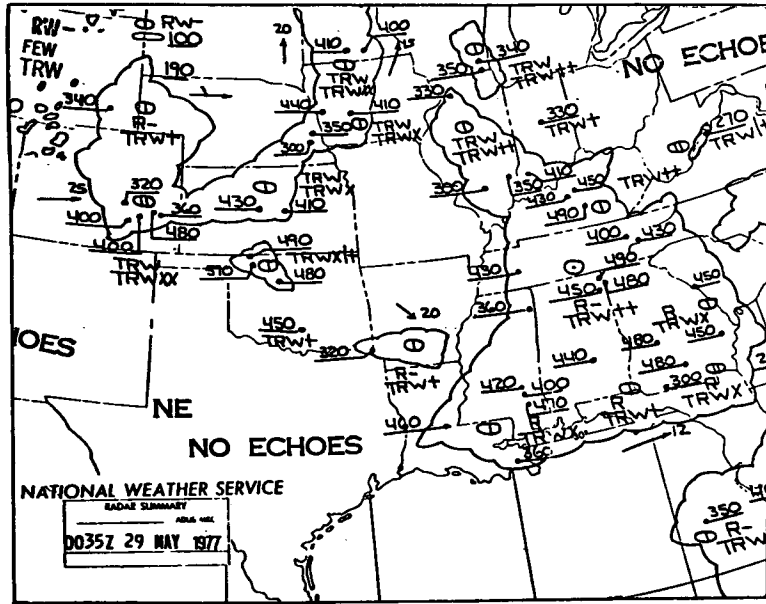 RW-
FEW
TRW
RW-
100
190
340
R-
TRW+
20
410
400
TRW
440
410
350
TRW
TRWX
300
TRW
TRWX
350
340
TRW
TRW++
330
TRW
TRW++
330
TRW+
NO ECHOES
270
TRW++
25
320
400
360
480
400
TRW
TRWXX
430
410
300
350
410
450
430
490
400
430
490
TRWX++
370
480
430
490
480
450
R-
TRW++
450
360
R
TRWX
20
450
TRW+
320
R-
TRW+
480
450
440
480
420
400
470
R
TRW+
300
R
TRWX
OES
NE
NO ECHOES
400
360
12
NATIONAL WEATHER SERVICE
RADAR SUMMARY
0035Z 29 MAY 1977
350
R-
TRW